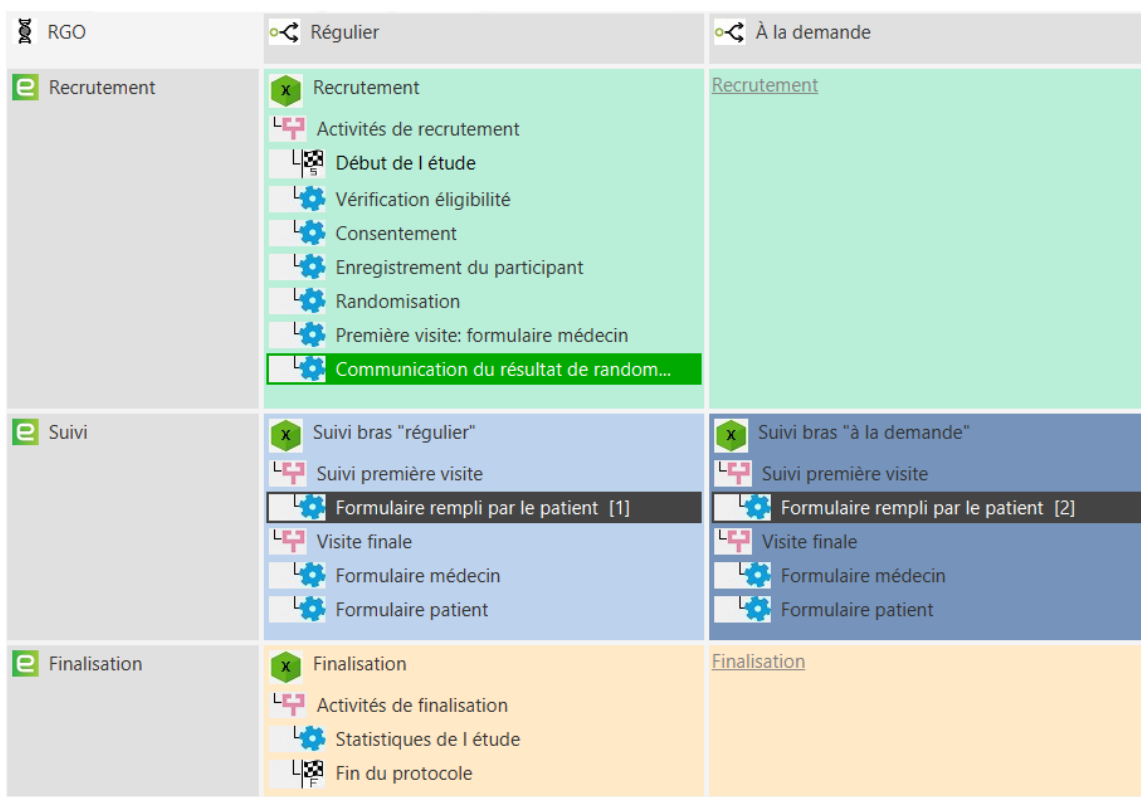 RGO
Régulier
À la demande
Recrutement
Recrutement
Recrutement
Activités de recrutement
Début de l étude
Vérification éligibilité
Consentement
Enregistrement du participant
Randomisation
Première visite: formulaire médecin
Communication du résultat de random...
Suivi
Suivi bras "régulier"
Suivi première visite
Formulaire rempli par le patient [1]
Visite finale
Formulaire médecin
Formulaire patient
Suivi bras "à la demande"
Suivi première visite
Formulaire rempli par le patient [2]
Visite finale
Formulaire médecin
Formulaire patient
Finalisation
Finalisation
Finalisation
Activités de finalisation
Statistiques de l étude
Fin du protocole